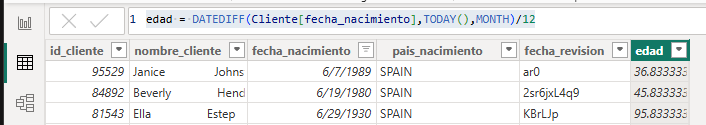 1 edad = DATEDIFF(Cliente[fecha_nacimiento],TODAY(),MONTH)/12
id_cliente nombre_cliente fecha_nacimiento pais_nacimiento fecha_revision edad
95529 Janice Johns 6/7/1989 SPAIN ar0 36.833333
84892 Beverly Hend 6/19/1980 SPAIN 2sr6jxL4q9 45.833333
81543 Ella Estep 6/29/1930 SPAIN KBrLJp 95.833333